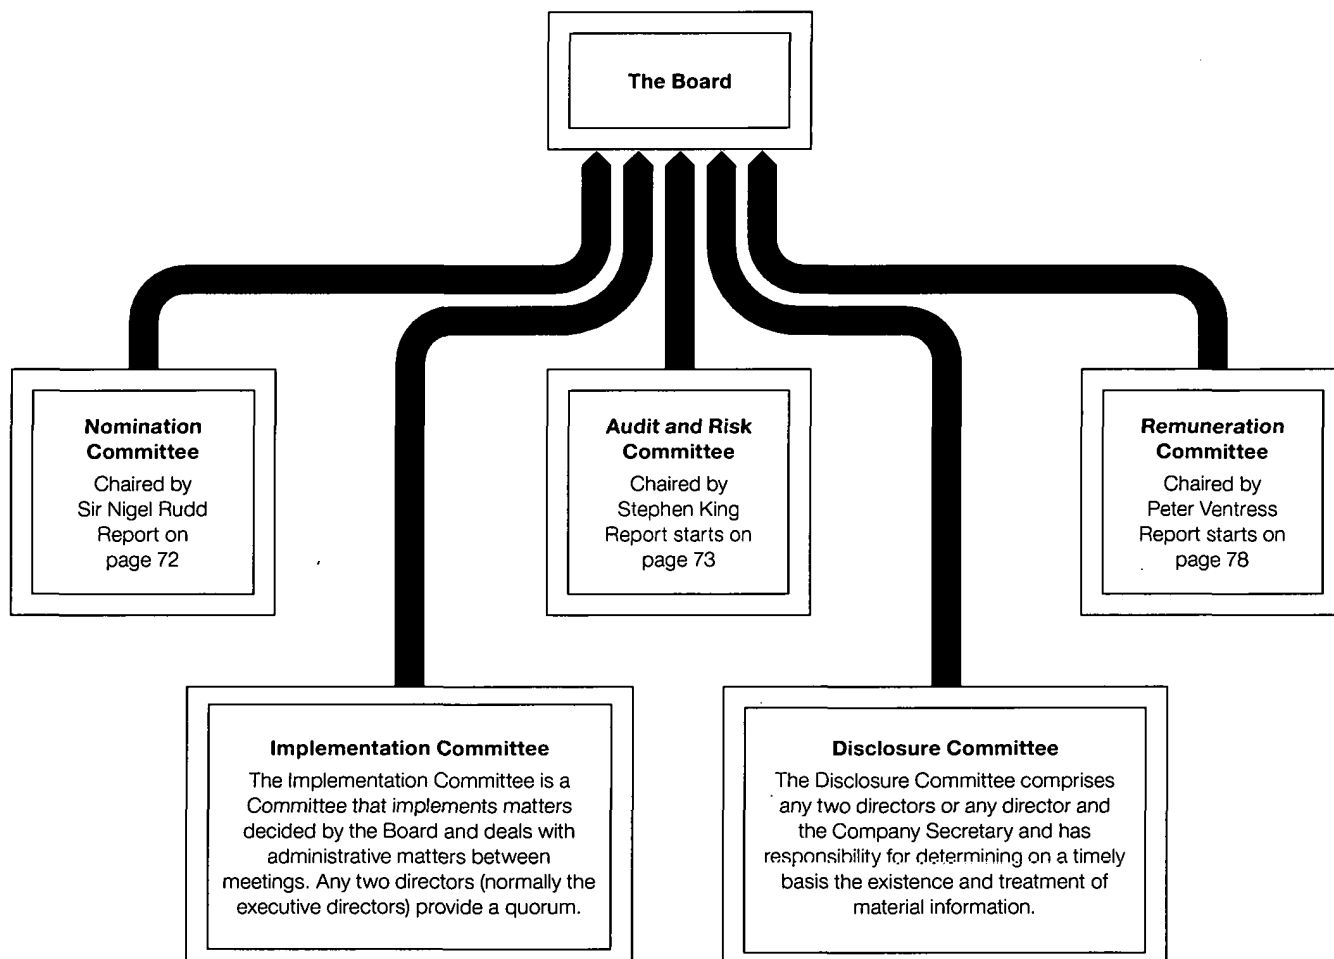 The Board
Nomination
Committee
Chaired by
Sir Nigel Rudd
Report on
page 72
Audit and Risk
Committee
Chaired by
Stephen King
Report starts on
page 73
Remuneration
Committee
Chaired by
Peter Ventress
Report starts on
page 78
Implementation Committee
The Implementation Committee is a
Committee that implements matters
decided by the Board and deals with
administrative matters between
meetings. Any two directors (normally the
executive directors) provide a quorum.
Disclosure Committee
The Disclosure Committee comprises
any two directors or any director and
the Company Secretary and has
responsibility for determining on a timely
basis the existence and treatment of
material information.